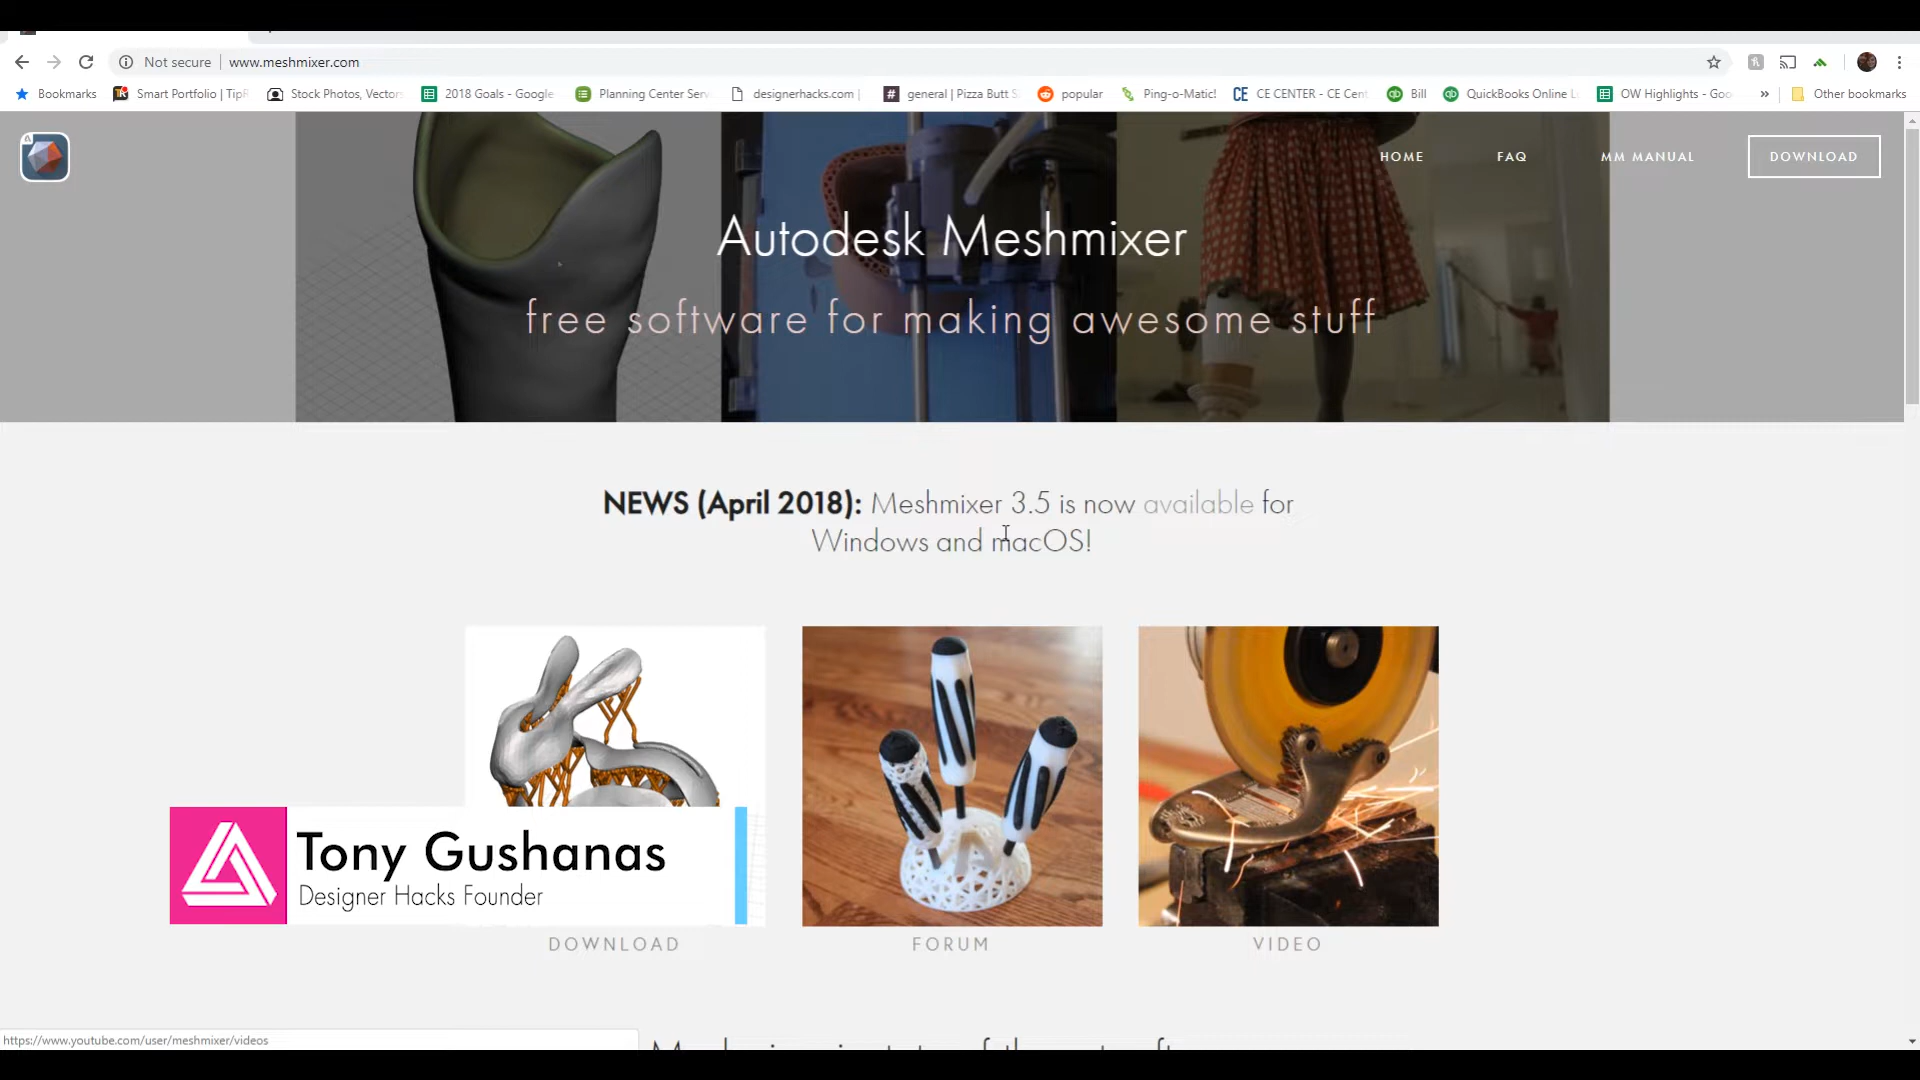 Not secure
www.meshmixer.com
Bookmarks
Smart Portfolio | TipR
Stock Photos, Vector
2018 Goals - Google
Planning Center Serv
designerhacks.com |
general | Pizza Butt S
popular
Ping-o-Matic!
CE CENTER - CE Cent
Bill
QuickBooks Online L
OW Highlights - Goo
Other bookmarks
HOME
FAQ
MM MANUAL
DOWNLOAD
Autodesk Meshmixer
free software for making awesome stuff
NEWS (April 2018): Meshmixer 3.5 is now available for
Windows and macOS!
Tony Gushanas
Designer Hacks Founder
DOWNLOAD
FORUM
VIDEO
https://www.youtube.com/user/meshmixer/videos